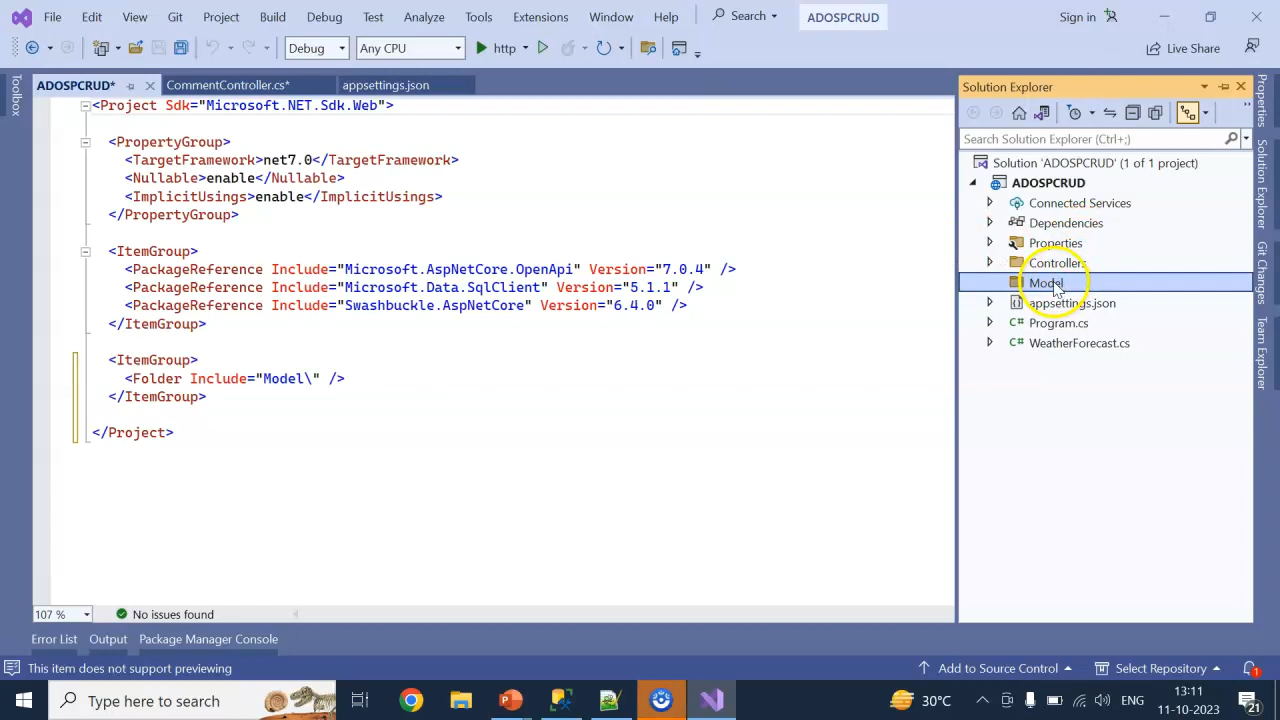 File Edit View Git Project Build Debug Test Analyze Tools Extensions Window Help Search ADOSPCRUD Sign in
Debug Any CPU http Live Share
Toolbox
ADOSPCRUD* CommentController.cs* appsettings.json
<Project Sdk="Microsoft.NET.Sdk.Web">
<PropertyGroup>
<TargetFramework>net7.0</TargetFramework>
<Nullable>enable</Nullable>
<ImplicitUsings>enable</ImplicitUsings>
</PropertyGroup>
<ItemGroup>
<PackageReference Include="Microsoft.AspNetCore.OpenApi" Version="7.0.4" />
<PackageReference Include="Microsoft.Data.SqlClient" Version="5.1.1" />
<PackageReference Include="Swashbuckle.AspNetCore" Version="6.4.0" />
</ItemGroup>
<ItemGroup>
<Folder Include="Model\" />
</ItemGroup>
</Project>
107 % No issues found
Solution Explorer
Search Solution Explorer (Ctrl+;)
Solution 'ADOSPCRUD' (1 of 1 project)
ADOSPCRUD
Connected Services
Dependencies
Properties
Controllers
Model
appsettings.json
Program.cs
WeatherForecast.cs
Properties
Solution Explorer
Git Changes
Team Explorer
Error List Output Package Manager Console
This item does not support previewing Add to Source Control Select Repository 1
Type here to search 30°C ENG 13:11
11-10-2023 21